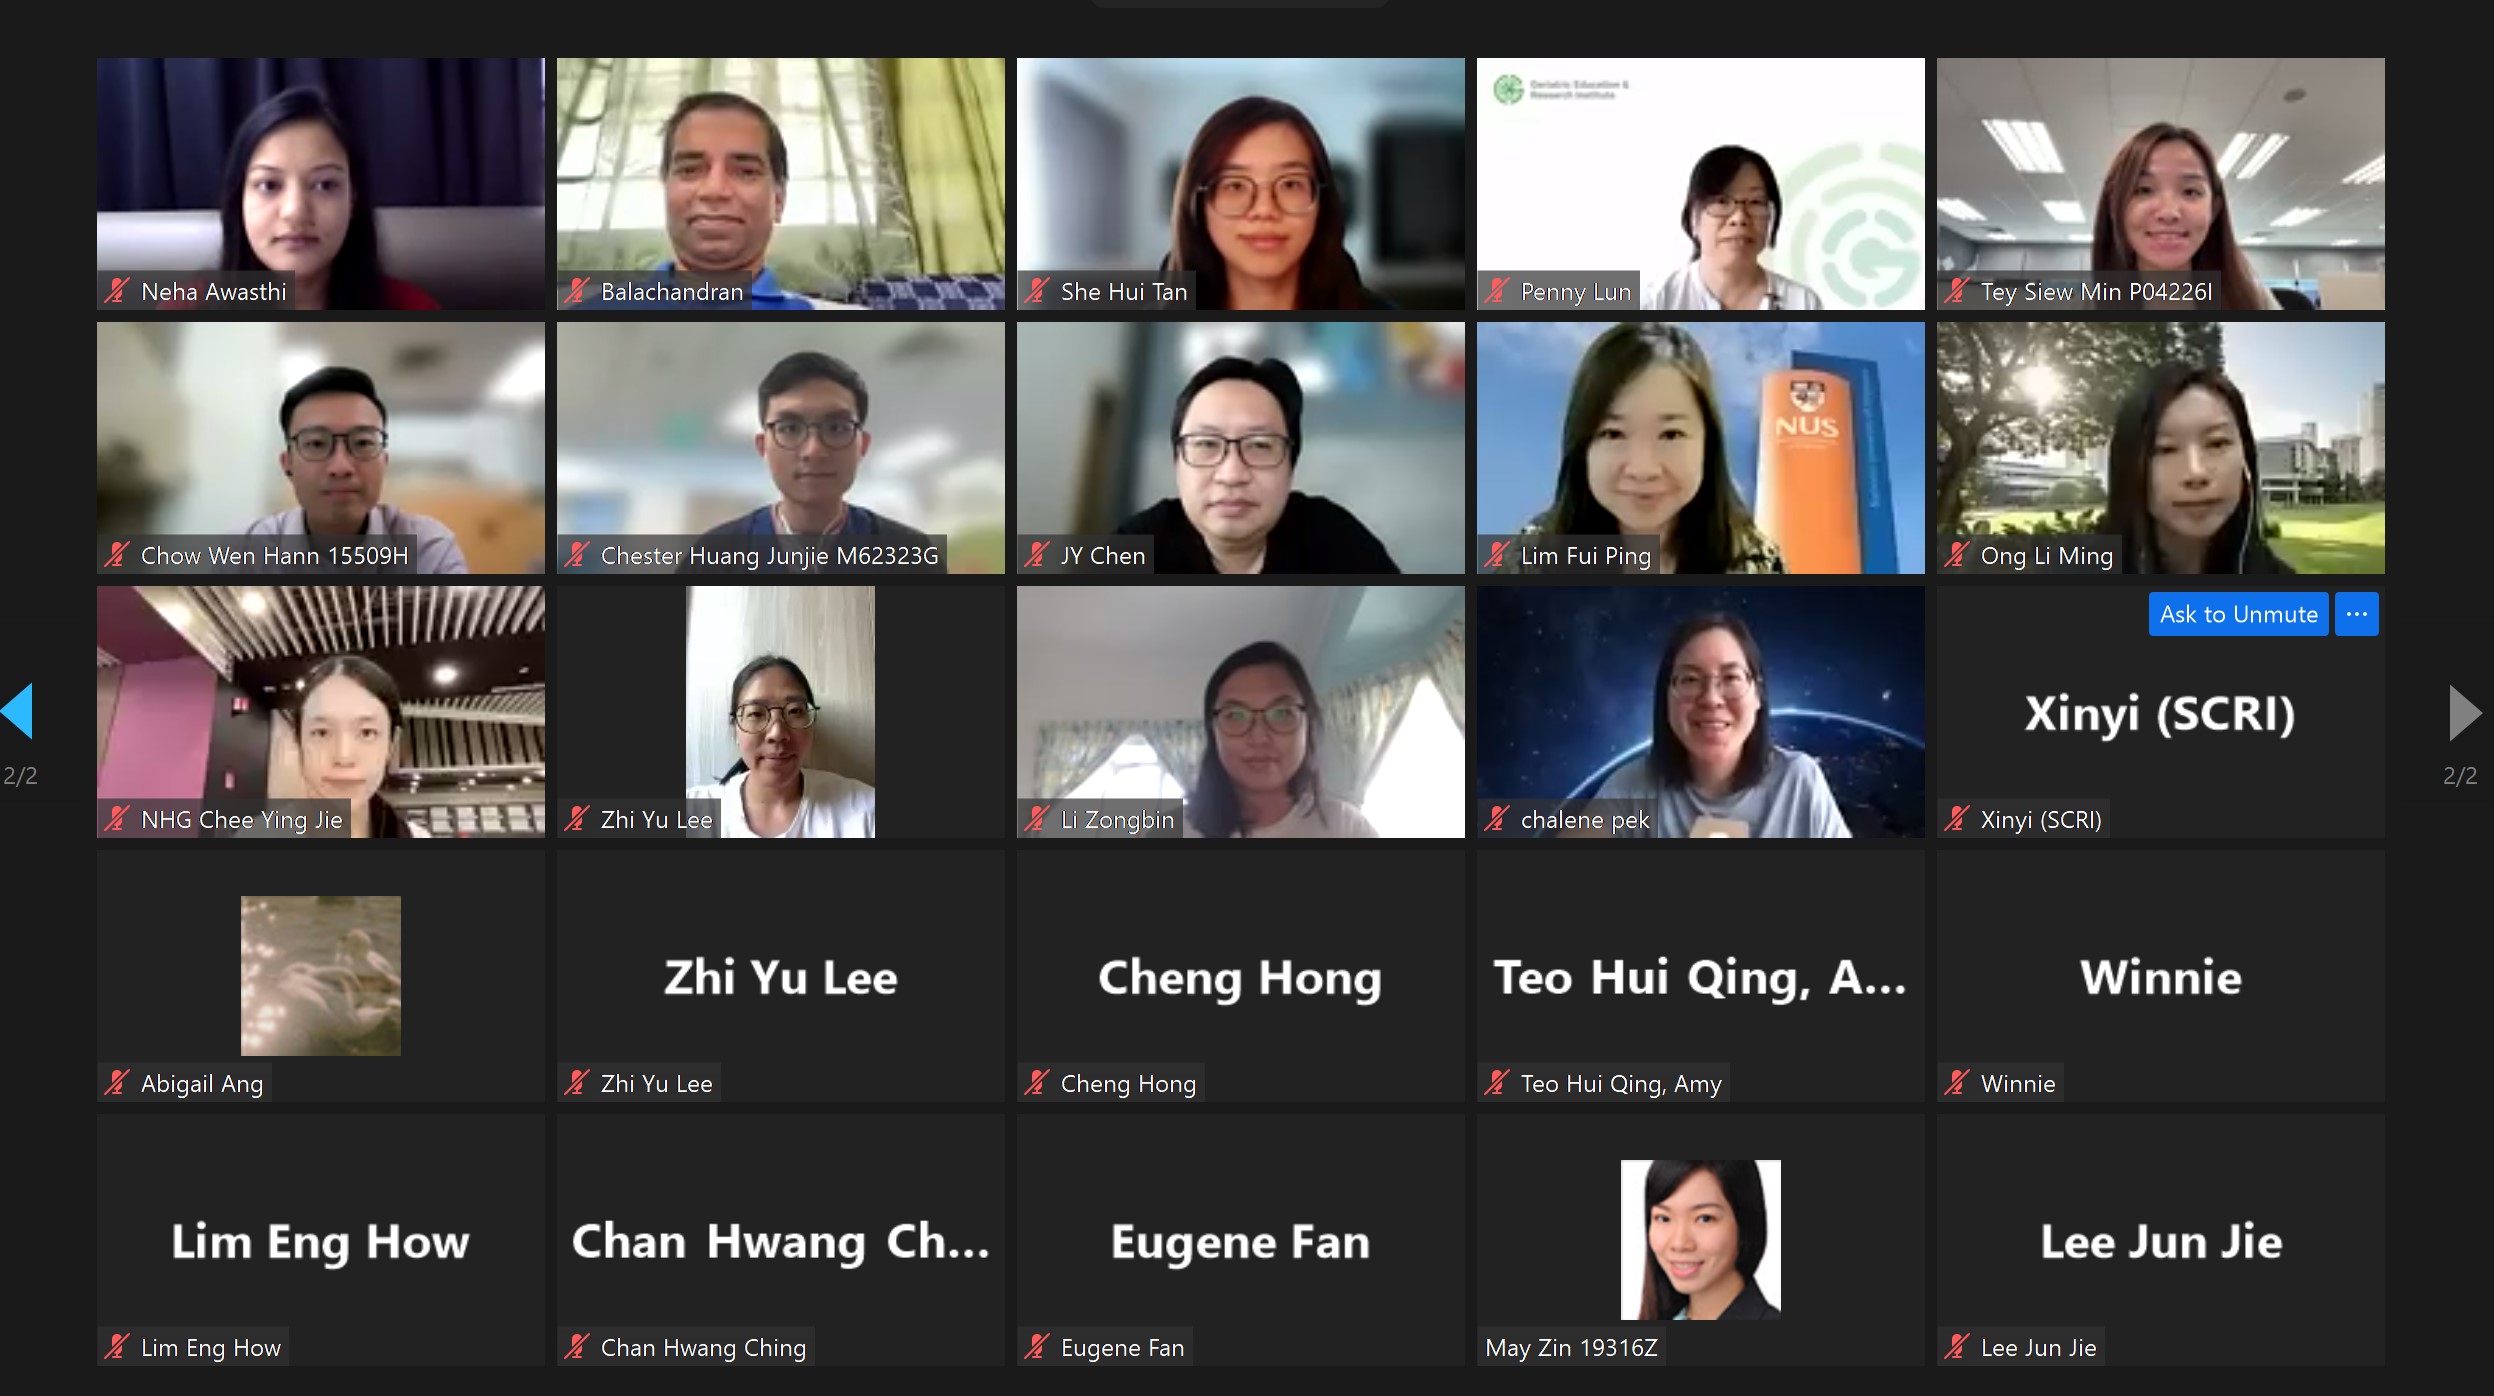 Geriatric Education &
Research Institute
Neha Awasthi
Balachandran
She Hui Tan
Penny Lun
Tey Siew Min P04226I
NUS
Chow Wen Hann 15509H
Chester Huang Junjie M62323G
JY Chen
Lim Fui Ping
Ong Li Ming
Ask to Unmute
...
Xinyi (SCRI)
2/2
2/2
NHG Chee Ying Jie
Zhi Yu Lee
Li Zongbin
chalene pek
Xinyi (SCRI)
Zhi Yu Lee
Cheng Hong
Teo Hui Qing, A...
Winnie
Abigail Ang
Zhi Yu Lee
Cheng Hong
Teo Hui Qing, Amy
Winnie
Lim Eng How
Chan Hwang Ch...
Eugene Fan
Lee Jun Jie
Lim Eng How
Chan Hwang Ching
Eugene Fan
May Zin 19316Z
Lee Jun Jie